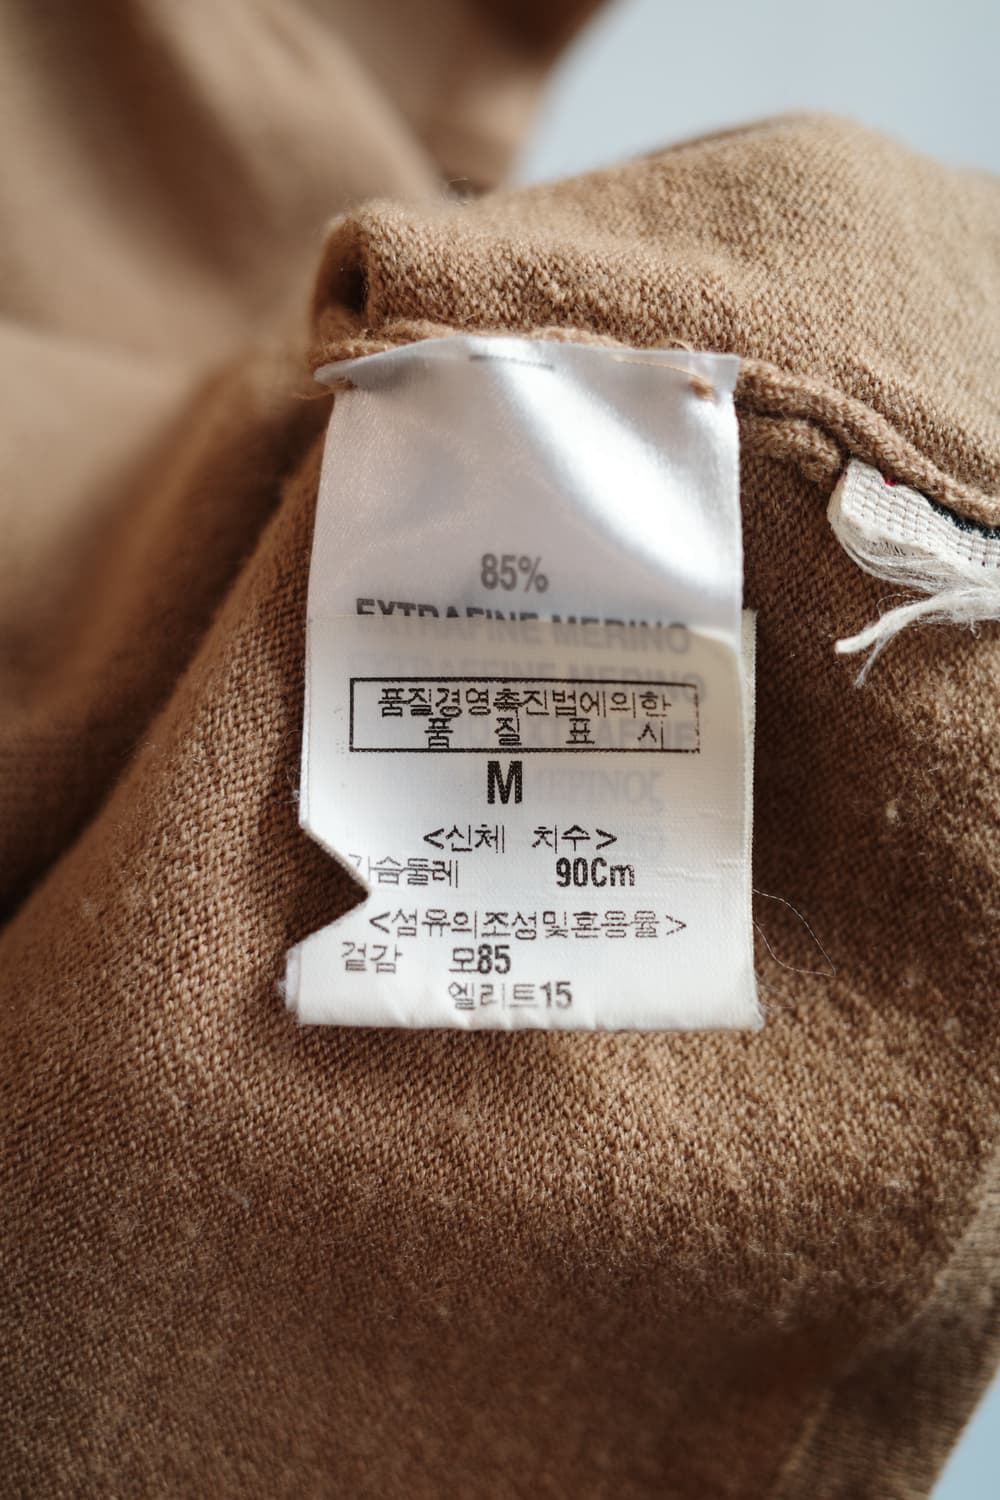 85%
EXTRAFINE MERINO
품질경영촉진법에의한
품 질 표 시
M
<신체 치수>
가슴둘레 90Cm
<섬유의조성및혼용율>
겉감 모85
엘리트15